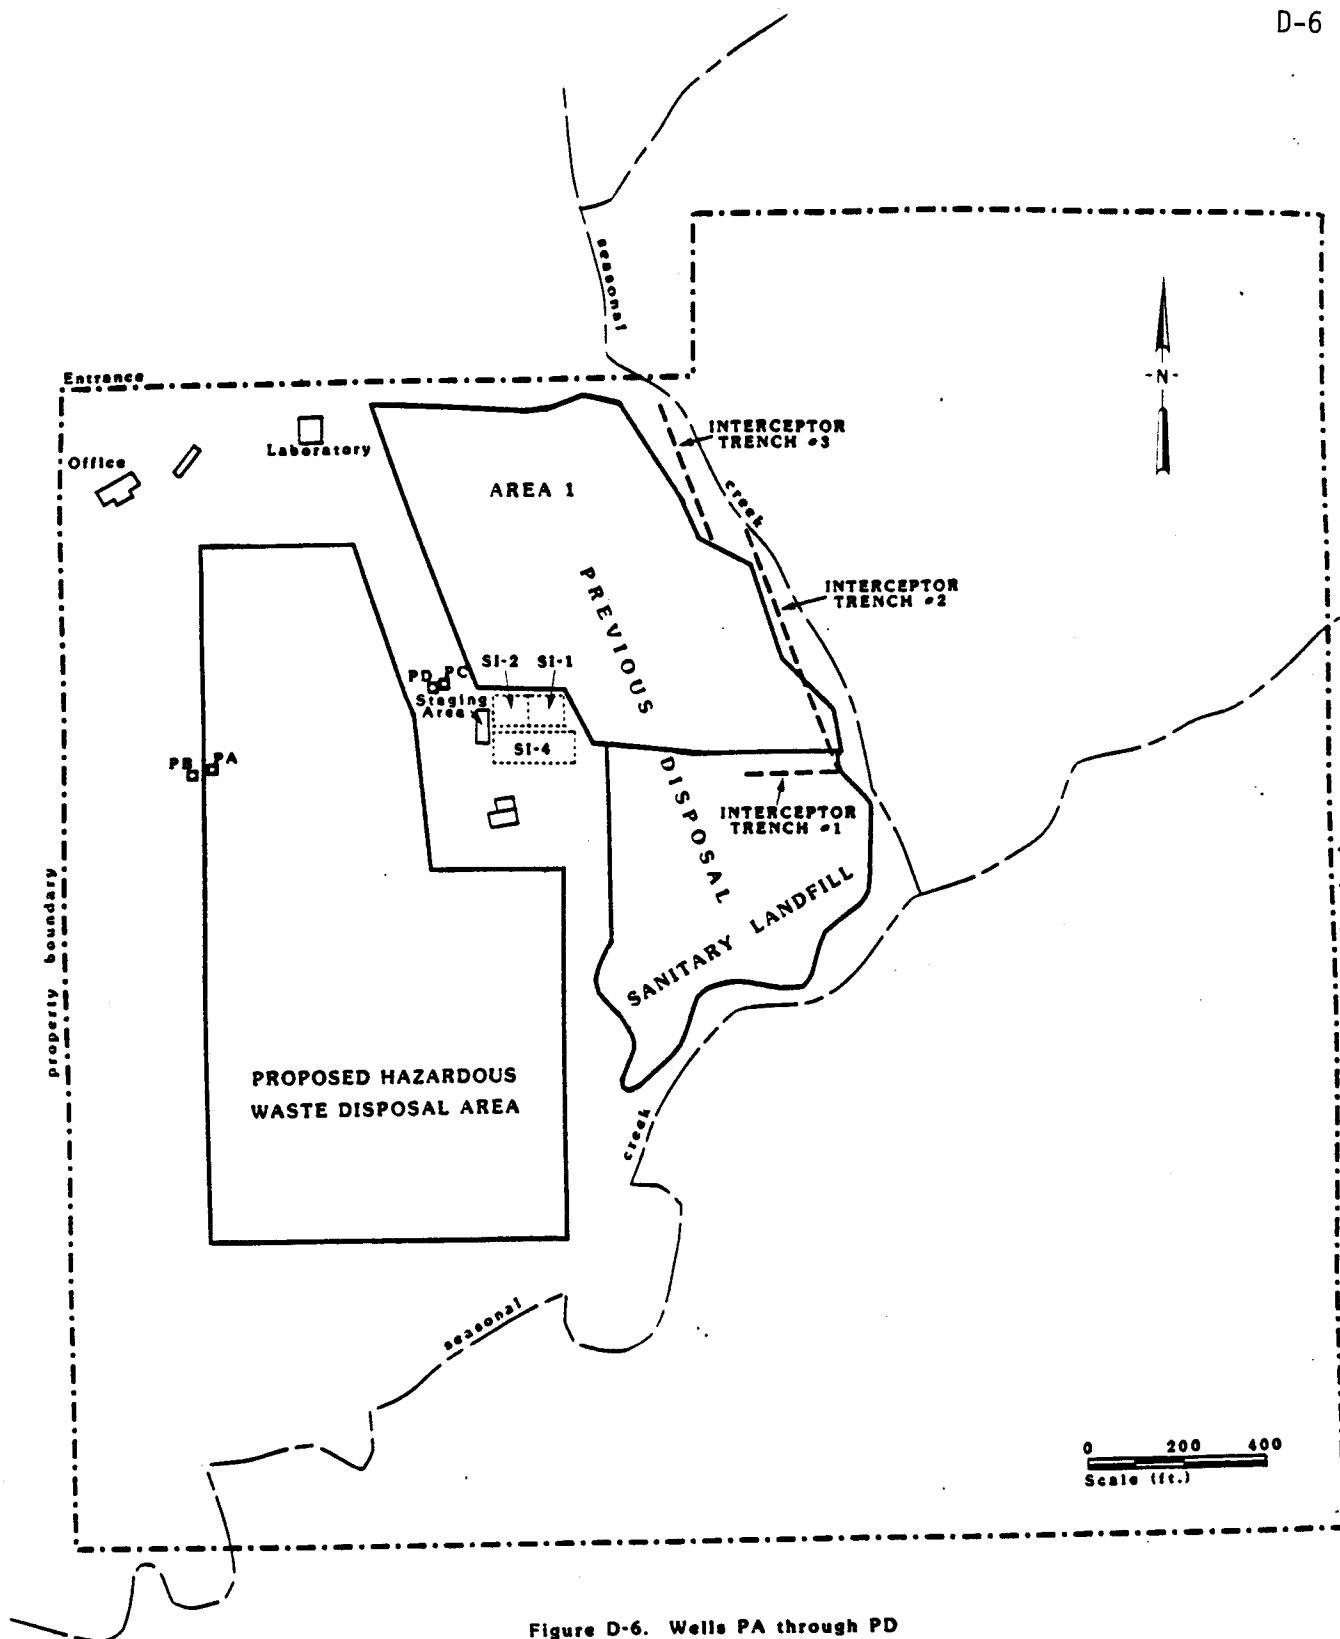 D-6
seasonal
Entrance
-N-
INTERCEPTOR
TRENCH #3
Laboratory
Office
AREA 1
creek
INTERCEPTOR
TRENCH #2
PREVIOUS
DISPOSAL
SI-2 SI-1
PD PC
Staging
Area
SI-4
PB PA
INTERCEPTOR
TRENCH #1
SANITARY LANDFILL
property boundary
PROPOSED HAZARDOUS
WASTE DISPOSAL AREA
creek
seasonal
0 200 400
Scale (ft.)
Figure D-6. Wells PA through PD